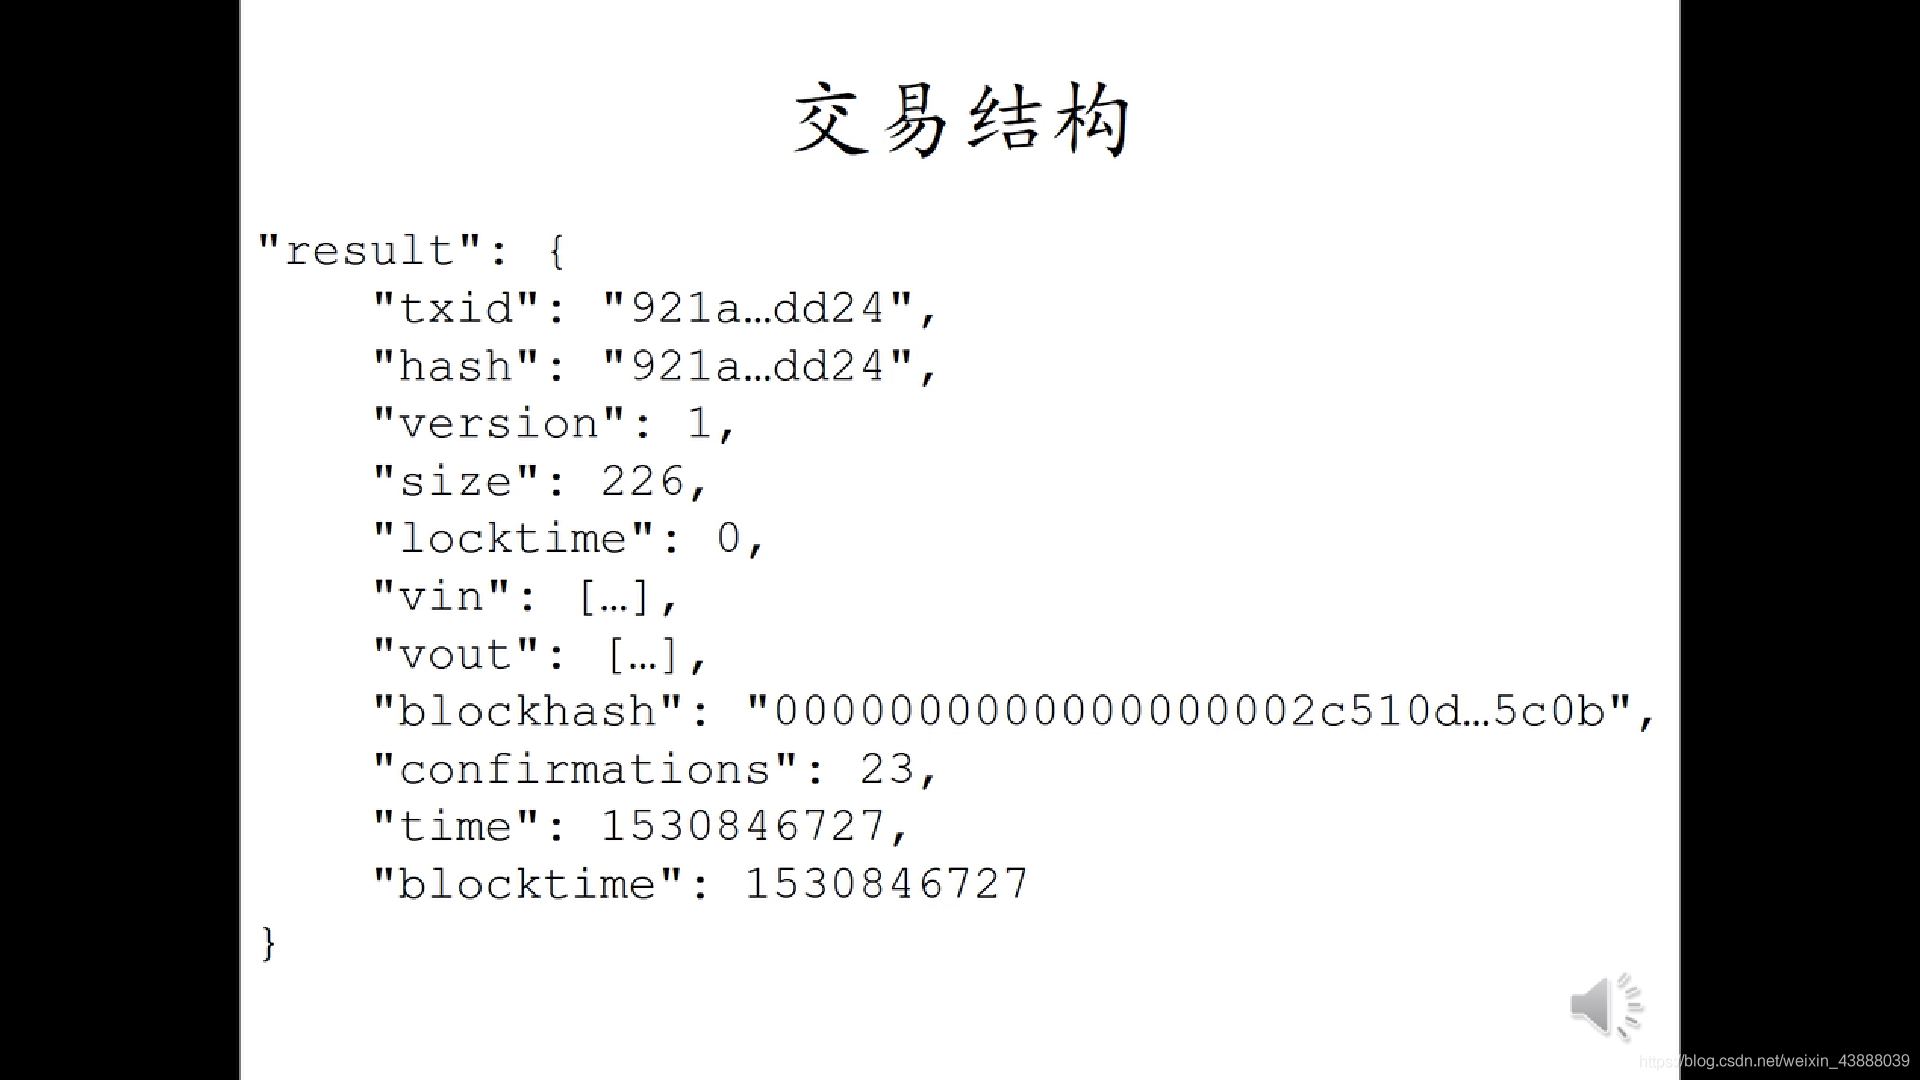 交易结构
"result": {
"txid": "921a…dd24",
"hash": "921a…dd24",
"version": 1,
"size": 226,
"locktime": 0,
"vin": […],
"vout": […],
"blockhash": "0000000000000000002c510d…5c0b",
"confirmations": 23,
"time": 1530846727,
"blocktime": 1530846727
}
https://blog.csdn.net/weixin_43888039